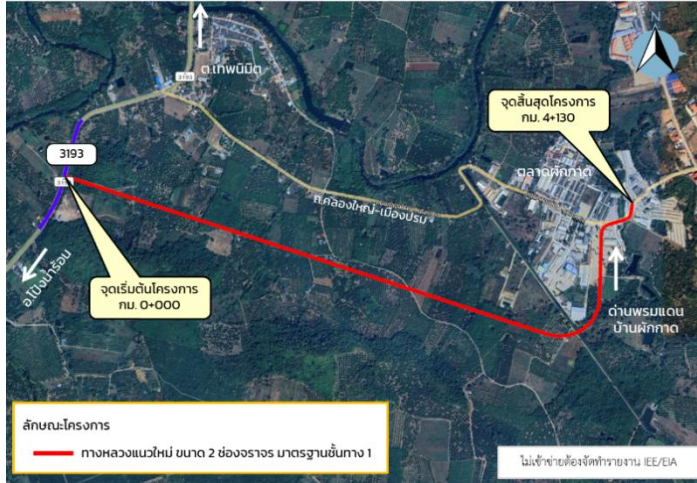 N
3193
ต.เทพนิมิต
จุดสิ้นสุดโครงการ
กม. 4+130
3193
ตลาดผักกาด
ถ.คลองใหญ่-เมืองปรม
จุดเริ่มต้นโครงการ
กม. 0+000
อ.โป่งน้ำร้อน
ด่านพรมแดน
บ้านผักกาด
ลักษณะโครงการ
ทางหลวงแนวใหม่ ขนาด 2 ช่องจราจร มาตรฐานชั้นทาง 1
ไม่เข้าข่ายต้องจัดทำรายงาน IEE/EIA